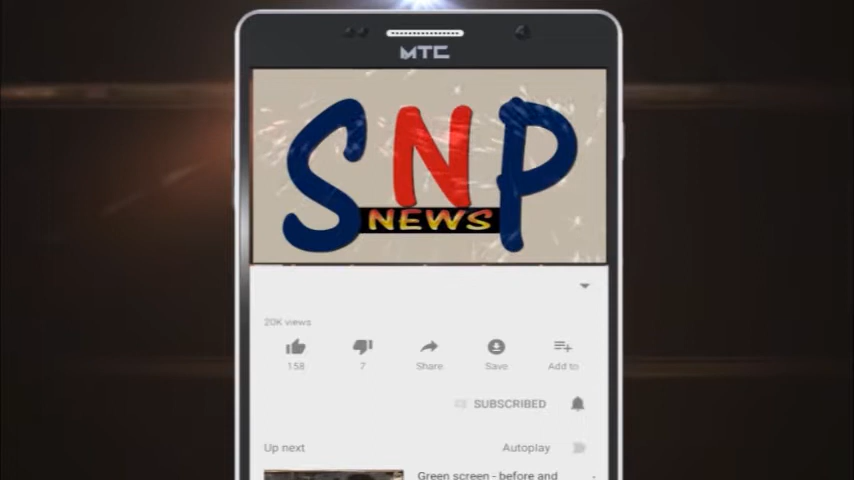 MTC
SNP
NEWS
20K views
158
7
Share
Save
Add to
SUBSCRIBED
Up next
Autoplay
Green screen - before and